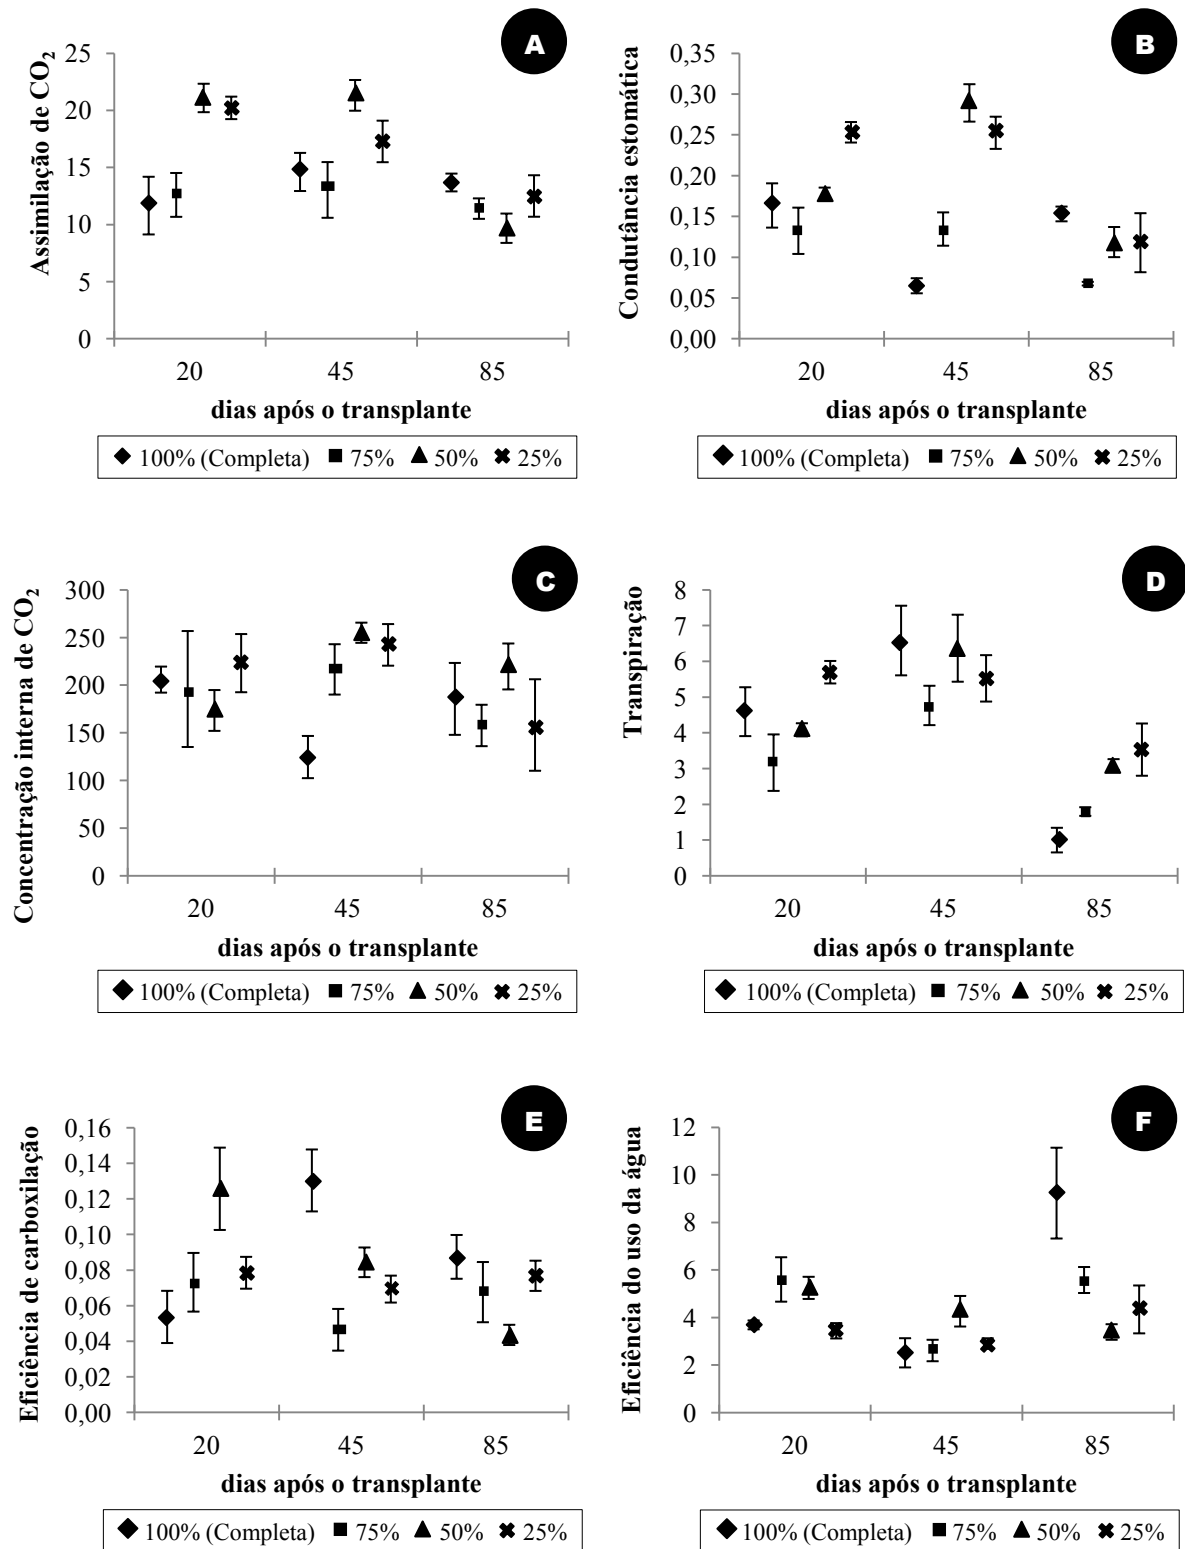 A
Assimilação de CO₂
25
20
15
10
5
0
20 45 85
dias após o transplante
100% (Completa) 75% 50% 25%
B
Condutância estomática
0,35
0,30
0,25
0,20
0,15
0,10
0,05
0,00
20 45 85
dias após o transplante
100% (Completa) 75% 50% 25%
C
Concentração interna de CO₂
300
250
200
150
100
50
0
20 45 85
dias após o transplante
100% (Completa) 75% 50% 25%
D
Transpiração
8
7
6
5
4
3
2
1
0
20 45 85
dias após o transplante
100% (Completa) 75% 50% 25%
E
Eficiência de carboxilação
0,16
0,14
0,12
0,10
0,08
0,06
0,04
0,02
0,00
20 45 85
dias após o transplante
100% (Completa) 75% 50% 25%
F
Eficiência do uso da água
12
10
8
6
4
2
0
20 45 85
dias após o transplante
100% (Completa) 75% 50% 25%